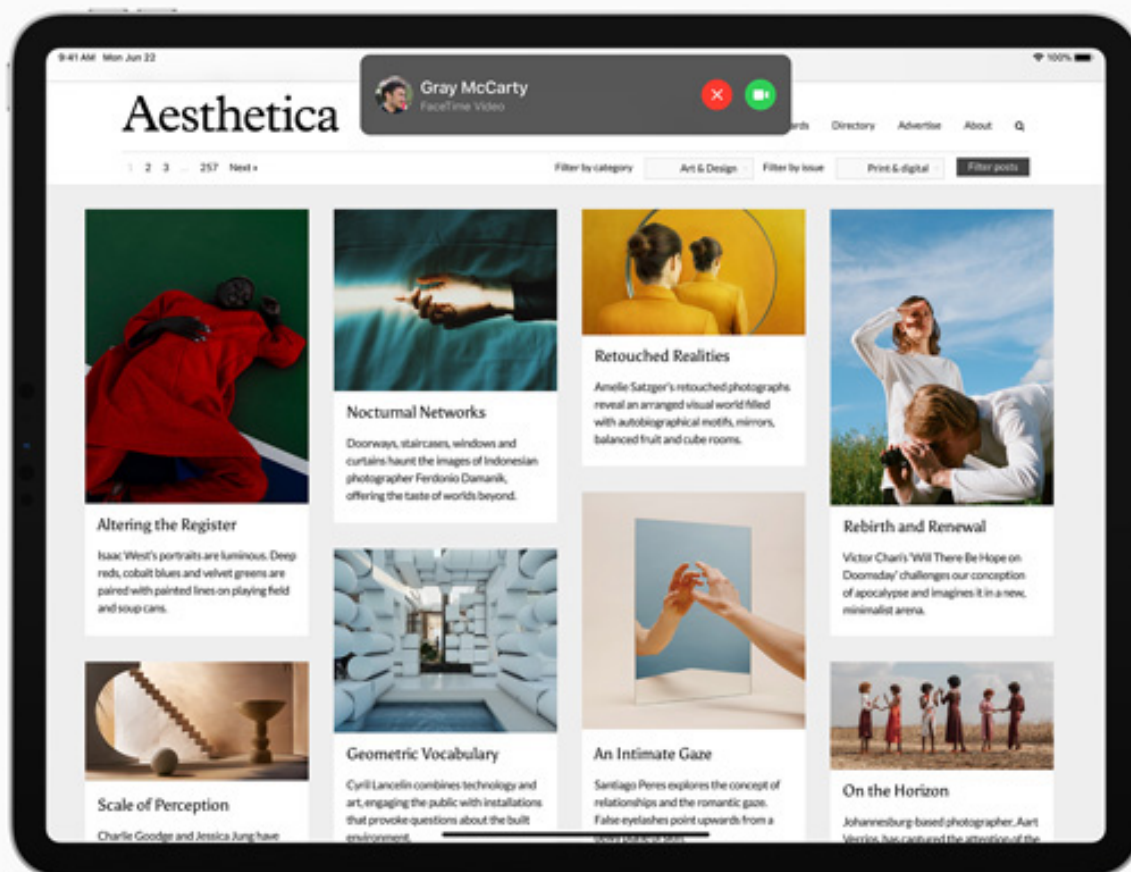 9:41 AM Mon Jun 22
100%
Gray McCarty
FaceTime Video
Aesthetica
Directory Advertise About
1 2 3 ... 257 Next »
Filter by category Art & Design Filter by issue Print & digital Filter posts
Altering the Register
Isaac West's portraits are luminous. Deep
reds, cobalt blues and velvet greens are
paired with painted lines on playing field
and soup cans.
Scale of Perception
Charlie Goodge and Jessica Jung have
Nocturnal Networks
Doorways, staircases, windows and
curtains haunt the images of Indonesian
photographer Ferdonio Damanik,
offering the taste of worlds beyond.
Geometric Vocabulary
Cyril Lancelin combines technology and
art, engaging the public with installations
that provoke questions about the built
environment.
Retouched Realities
Amelie Satzger's retouched photographs
reveal an arranged visual world filled
with autobiographical motifs, mirrors,
balanced fruit and cube rooms.
An Intimate Gaze
Santiago Peres explores the concept of
relationships and the romantic gaze.
False eyelashes point upwards from a
Rebirth and Renewal
Victor Chan's 'Will There Be Hope on
Doomsday' challenges our conception
of apocalypse and imagines it in a new,
minimalist arena.
On the Horizon
Johannesburg-based photographer, Aart
Verrips, has captured the attention of the